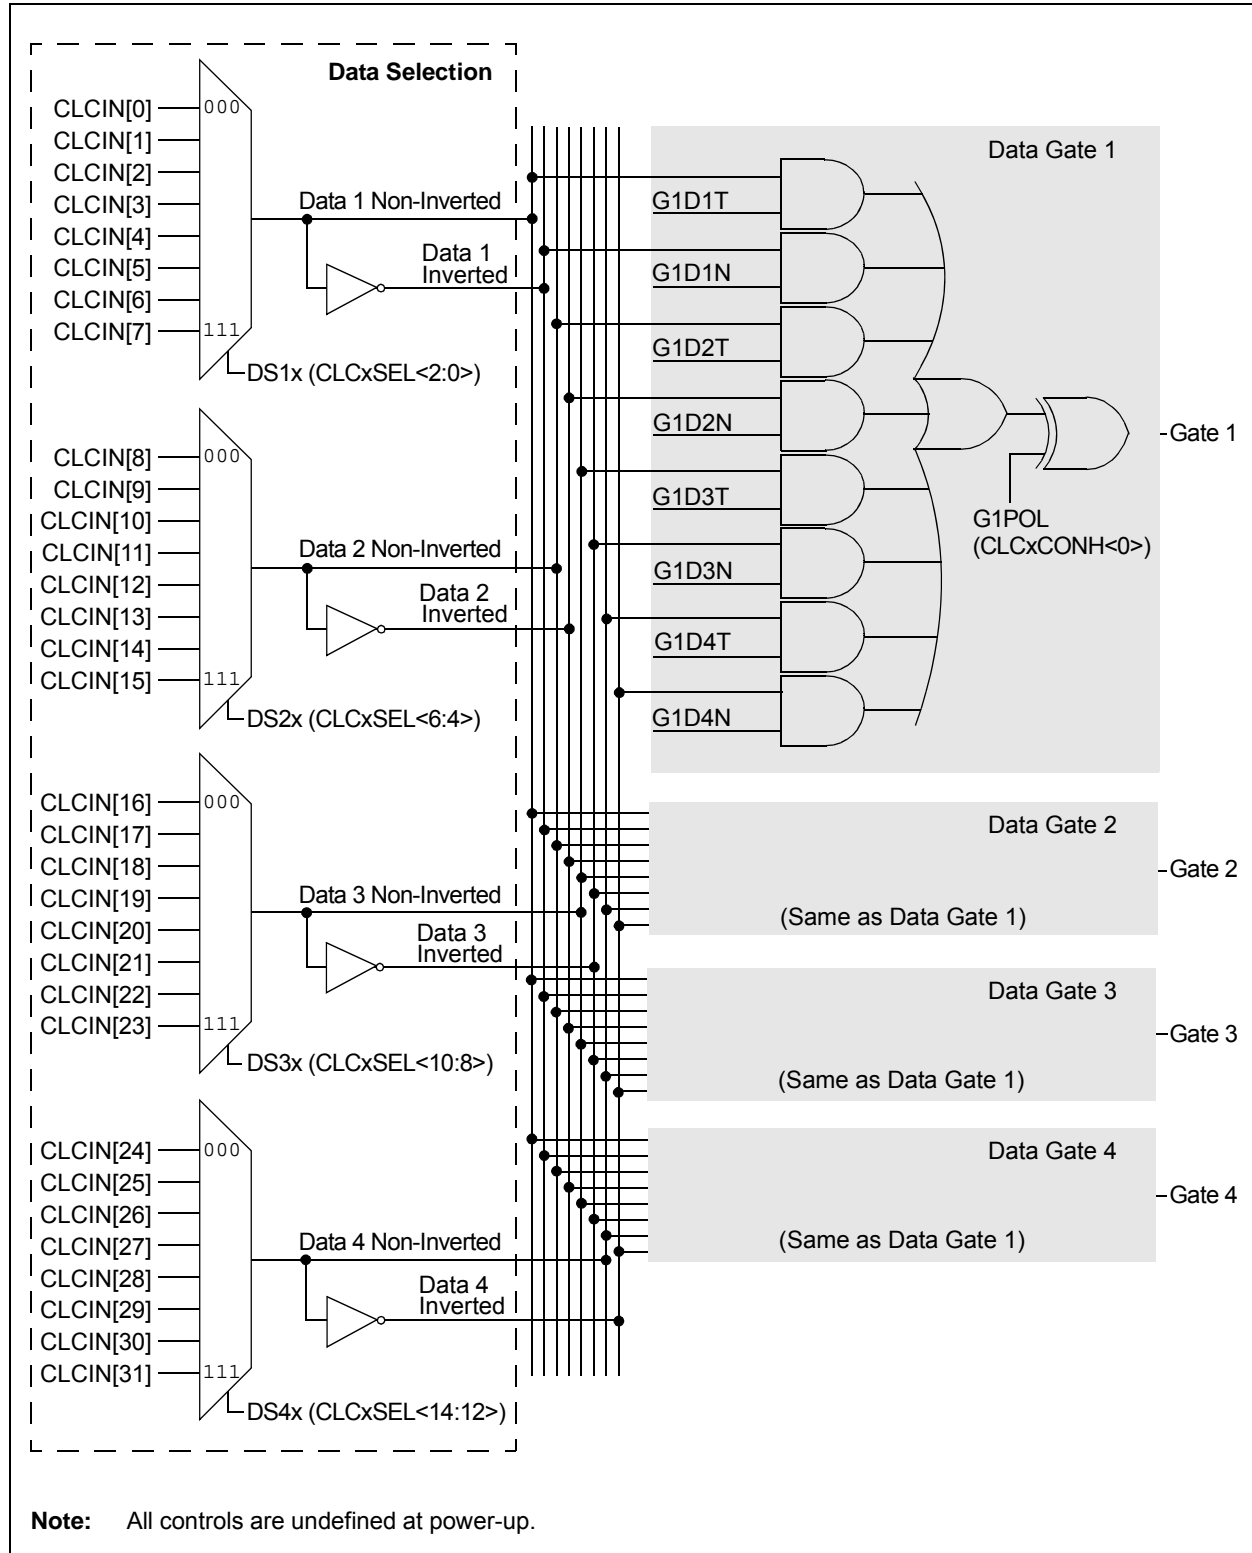 Data Selection
CLCIN[0]
CLCIN[1]
CLCIN[2]
CLCIN[3]
CLCIN[4]
CLCIN[5]
CLCIN[6]
CLCIN[7]
000
111
Data 1 Non-Inverted
Data 1
Inverted
DS1x (CLCxSEL<2:0>)
CLCIN[8]
CLCIN[9]
CLCIN[10]
CLCIN[11]
CLCIN[12]
CLCIN[13]
CLCIN[14]
CLCIN[15]
000
111
Data 2 Non-Inverted
Data 2
Inverted
DS2x (CLCxSEL<6:4>)
CLCIN[16]
CLCIN[17]
CLCIN[18]
CLCIN[19]
CLCIN[20]
CLCIN[21]
CLCIN[22]
CLCIN[23]
000
111
Data 3 Non-Inverted
Data 3
Inverted
DS3x (CLCxSEL<10:8>)
CLCIN[24]
CLCIN[25]
CLCIN[26]
CLCIN[27]
CLCIN[28]
CLCIN[29]
CLCIN[30]
CLCIN[31]
000
111
Data 4 Non-Inverted
Data 4
Inverted
DS4x (CLCxSEL<14:12>)
Data Gate 1
G1D1T
G1D1N
G1D2T
G1D2N
G1D3T
G1D3N
G1D4T
G1D4N
G1POL
(CLCxCONH<0>)
Gate 1
Data Gate 2
(Same as Data Gate 1)
Gate 2
Data Gate 3
(Same as Data Gate 1)
Gate 3
Data Gate 4
(Same as Data Gate 1)
Gate 4
Note: All controls are undefined at power-up.